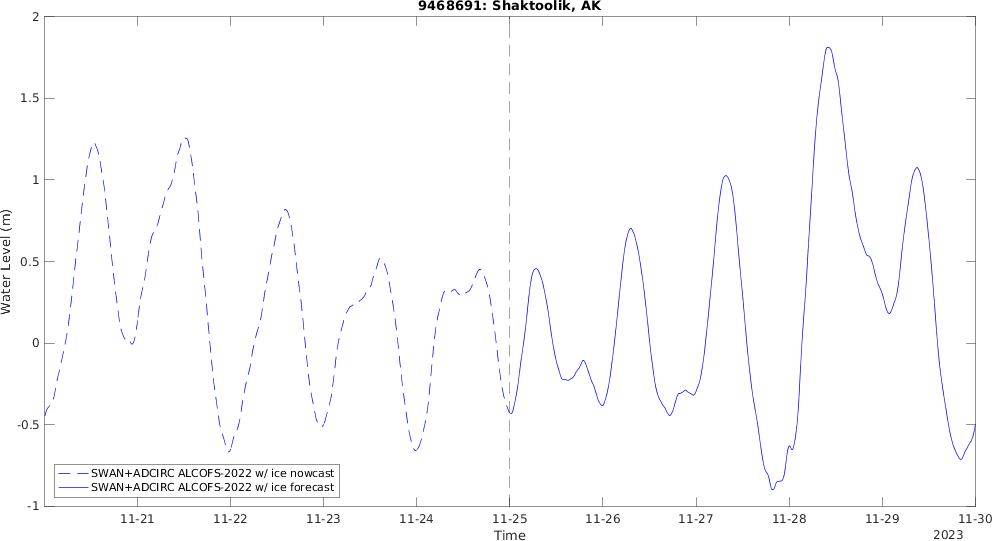 9468691: Shaktoolik, AK
2
1.5
1
0.5
0
-0.5
-1
Water Level (m)
SWAN+ADCIRC ALCOFS-2022 w/ ice nowcast
SWAN+ADCIRC ALCOFS-2022 w/ ice forecast
11-21 11-22 11-23 11-24 11-25 11-26 11-27 11-28 11-29 11-30
Time
2023